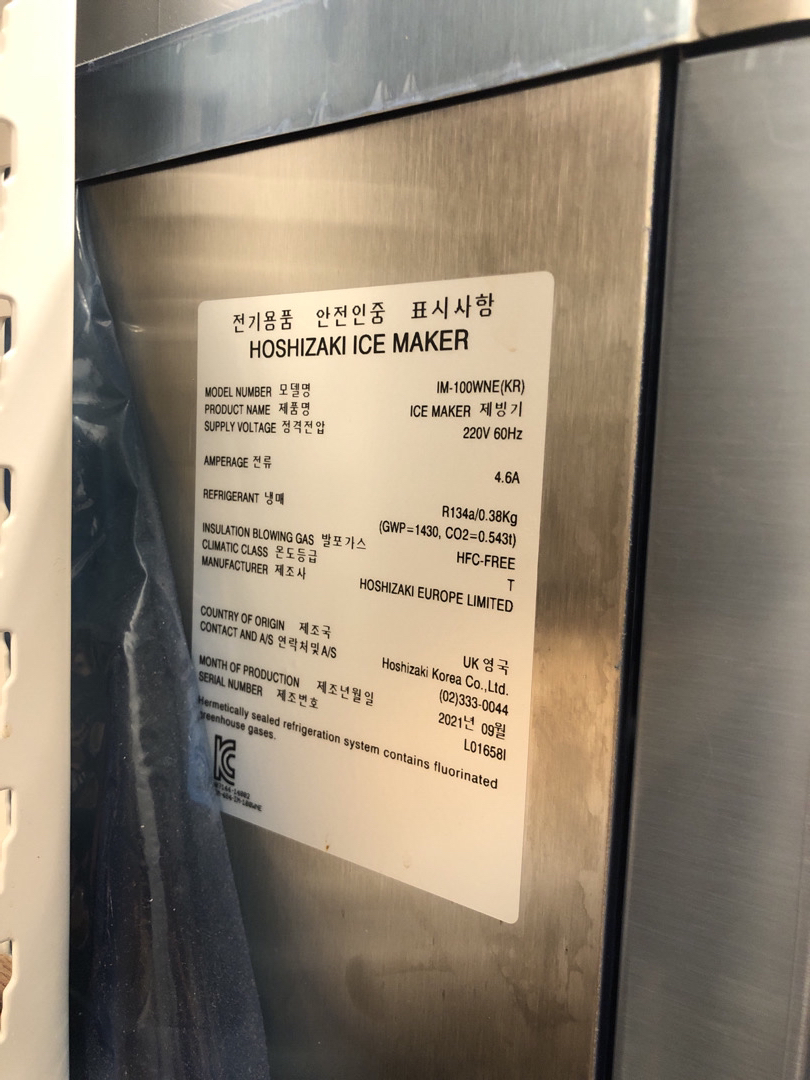 전기용품 안전인증 표시사항
HOSHIZAKI ICE MAKER
MODEL NUMBER 모델명 IM-100WNE(KR)
PRODUCT NAME 제품명 ICE MAKER 제빙기
SUPPLY VOLTAGE 정격전압 220V 60Hz
AMPERAGE 전류 4.6A
REFRIGERANT 냉매 R134a/0.38Kg
(GWP=1430, CO2=0.543t)
INSULATION BLOWING GAS 발포가스 HFC-FREE
CLIMATIC CLASS 온도등급 T
MANUFACTURER 제조사 HOSHIZAKI EUROPE LIMITED
COUNTRY OF ORIGIN 제조국 UK 영국
CONTACT AND A/S 연락처및A/S Hoshizaki Korea Co.,Ltd.
(02)333-0044
MONTH OF PRODUCTION 제조년월일 2021년 09월
SERIAL NUMBER 제조번호 L01658I
Hermetically sealed refrigeration system contains fluorinated
greenhouse gases.